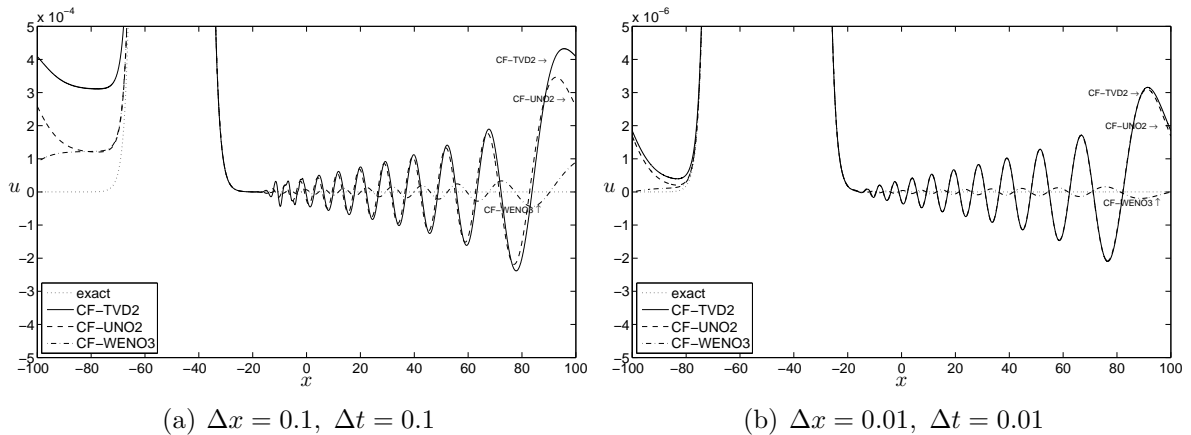 x 10⁻⁴
5
4
3
2
1
0
−1
−2
−3
−4
−5
u
CF−TVD2→
CF−UNO2→
CF−WENO3↑
exact
CF−TVD2
CF−UNO2
CF−WENO3
−100 −80 −60 −40 −20 0 20 40 60 80 100
x
(a) Δx = 0.1, Δt = 0.1
x 10⁻⁶
5
4
3
2
1
0
−1
−2
−3
−4
−5
u
CF−TVD2→
CF−UNO2→
CF−WENO3↑
exact
CF−TVD2
CF−UNO2
CF−WENO3
−100 −80 −60 −40 −20 0 20 40 60 80 100
x
(b) Δx = 0.01, Δt = 0.01